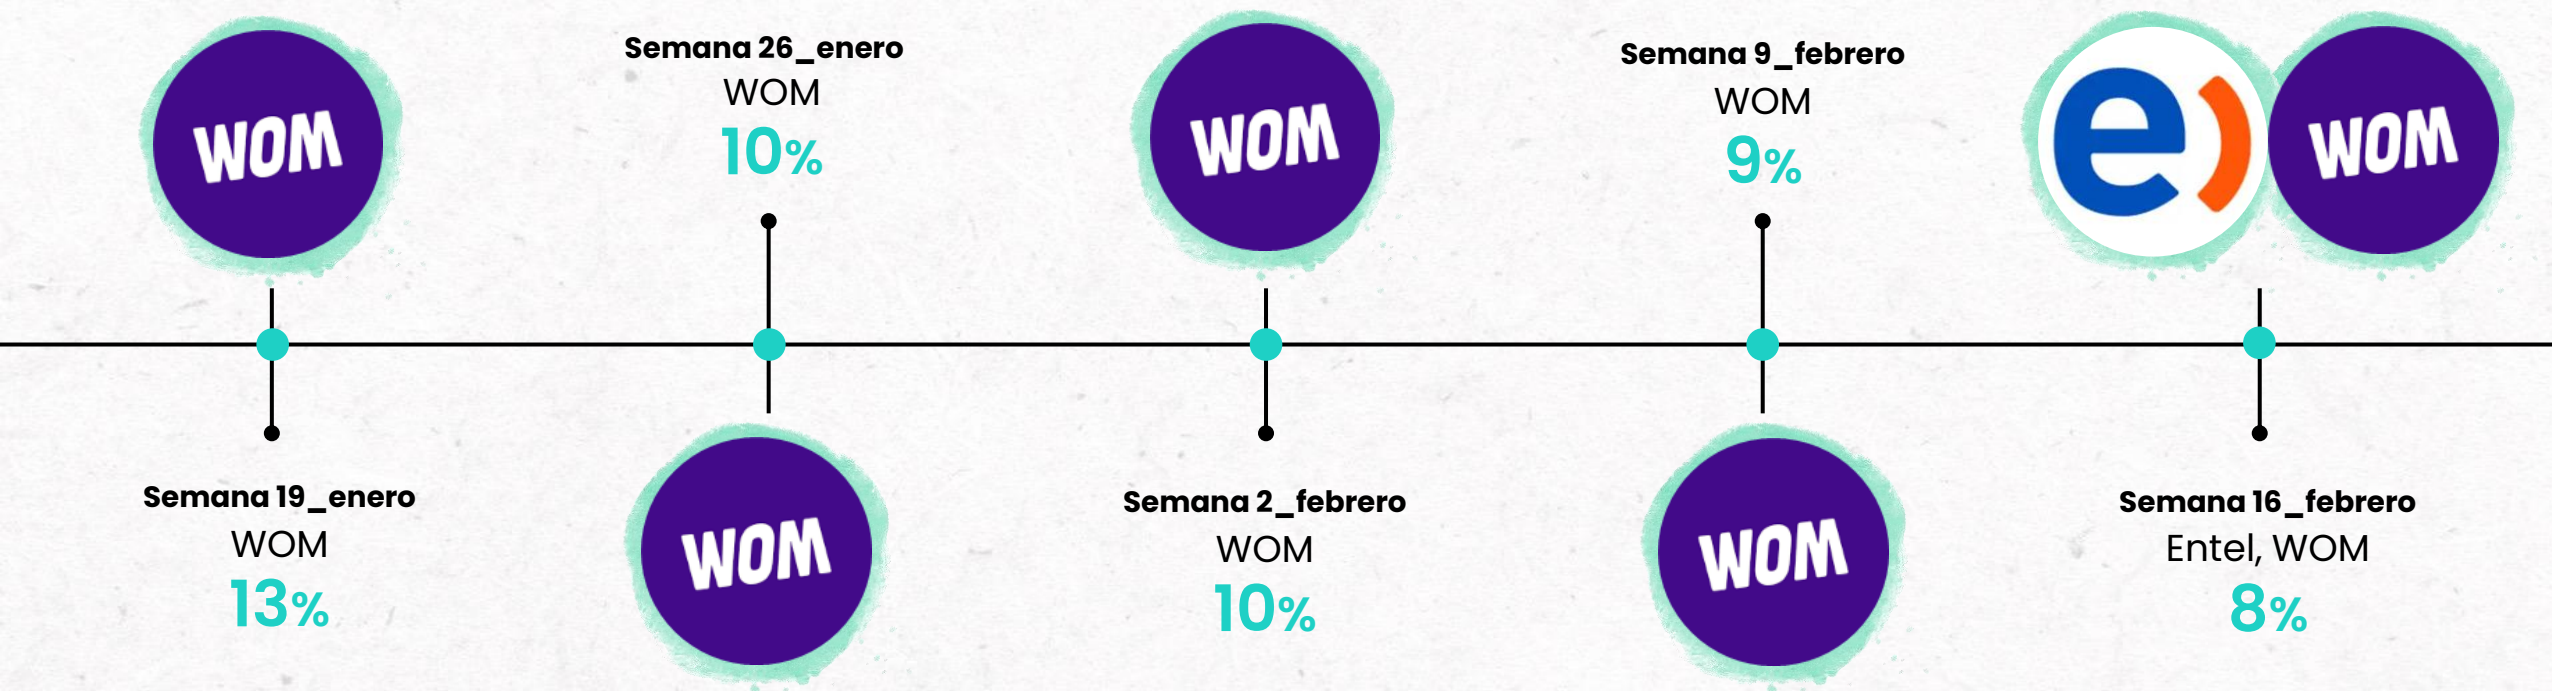 WOM
Semana 19_enero
WOM
13%
Semana 26_enero
WOM
10%
WOM
WOM
Semana 2_febrero
WOM
10%
Semana 9_febrero
WOM
9%
WOM
e)
WOM
Semana 16_febrero
Entel, WOM
8%